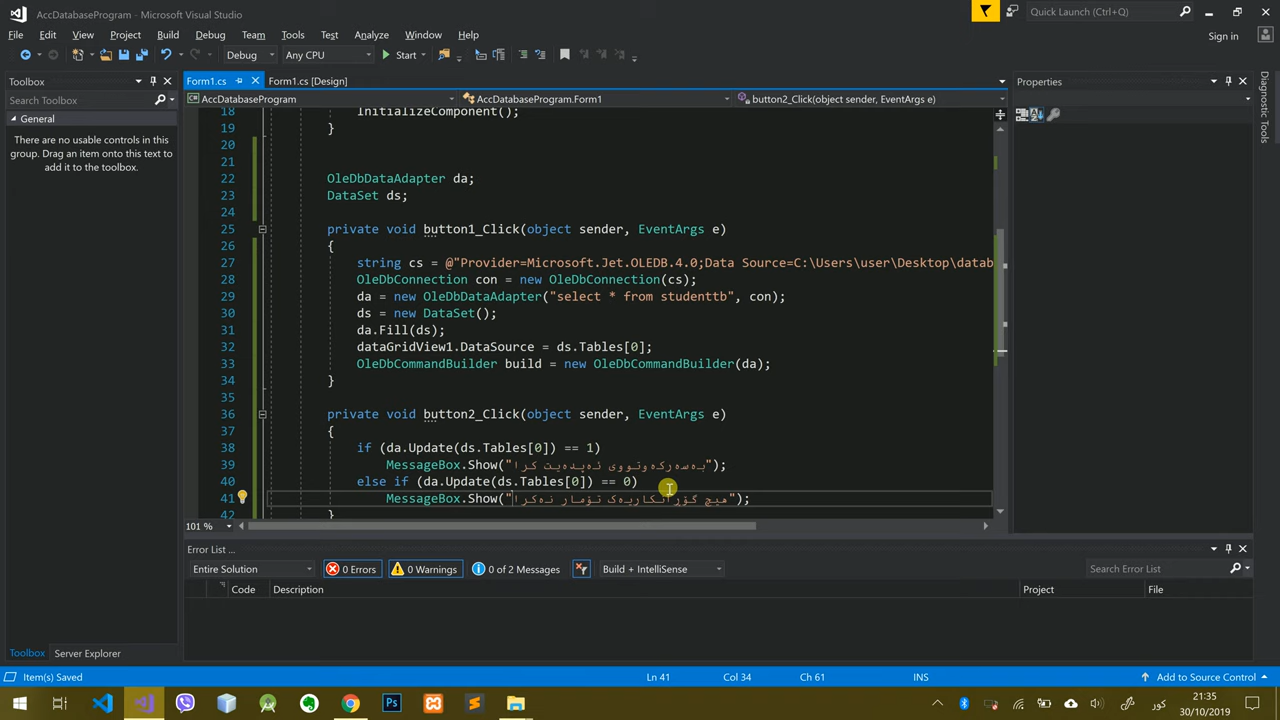 AccDatabaseProgram - Microsoft Visual Studio
Quick Launch (Ctrl+Q)
File Edit View Project Build Debug Team Tools Test Analyze Window Help
Sign in
Debug Any CPU Start
Toolbox
Form1.cs Form1.cs [Design]
Properties
Diagnostic Tools
Search Toolbox
AccDatabaseProgram AccDatabaseProgram.Form1 button2_Click(object sender, EventArgs e)
General
There are no usable controls in this group. Drag an item onto this text to add it to the toolbox.
18 InitializeComponent();
19 }
20
21
22 OleDbDataAdapter da;
23 DataSet ds;
24
25 private void button1_Click(object sender, EventArgs e)
26 {
27 string cs = @"Provider=Microsoft.Jet.OLEDB.4.0;Data Source=C:\Users\user\Desktop\datab
28 OleDbConnection con = new OleDbConnection(cs);
29 da = new OleDbDataAdapter("select * from studenttb", con);
30 ds = new DataSet();
31 da.Fill(ds);
32 dataGridView1.DataSource = ds.Tables[0];
33 OleDbCommandBuilder build = new OleDbCommandBuilder(da);
34 }
35
36 private void button2_Click(object sender, EventArgs e)
37 {
38 if (da.Update(ds.Tables[0]) == 1)
39 MessageBox.Show("بەسەرکەوتووی ئەپدەیت کرا");
40 else if (da.Update(ds.Tables[0]) == 0)
41 MessageBox.Show("هیچ گۆڕانکاریەک تۆمار نەکرا");
42 }
101 %
Error List ...
Entire Solution 0 Errors 0 Warnings 0 of 2 Messages Build + IntelliSense Search Error List
Code Description Project File
Toolbox Server Explorer
Item(s) Saved Ln 41 Col 34 Ch 61 INS Add to Source Control
Ps
کور
21:35
30/10/2019